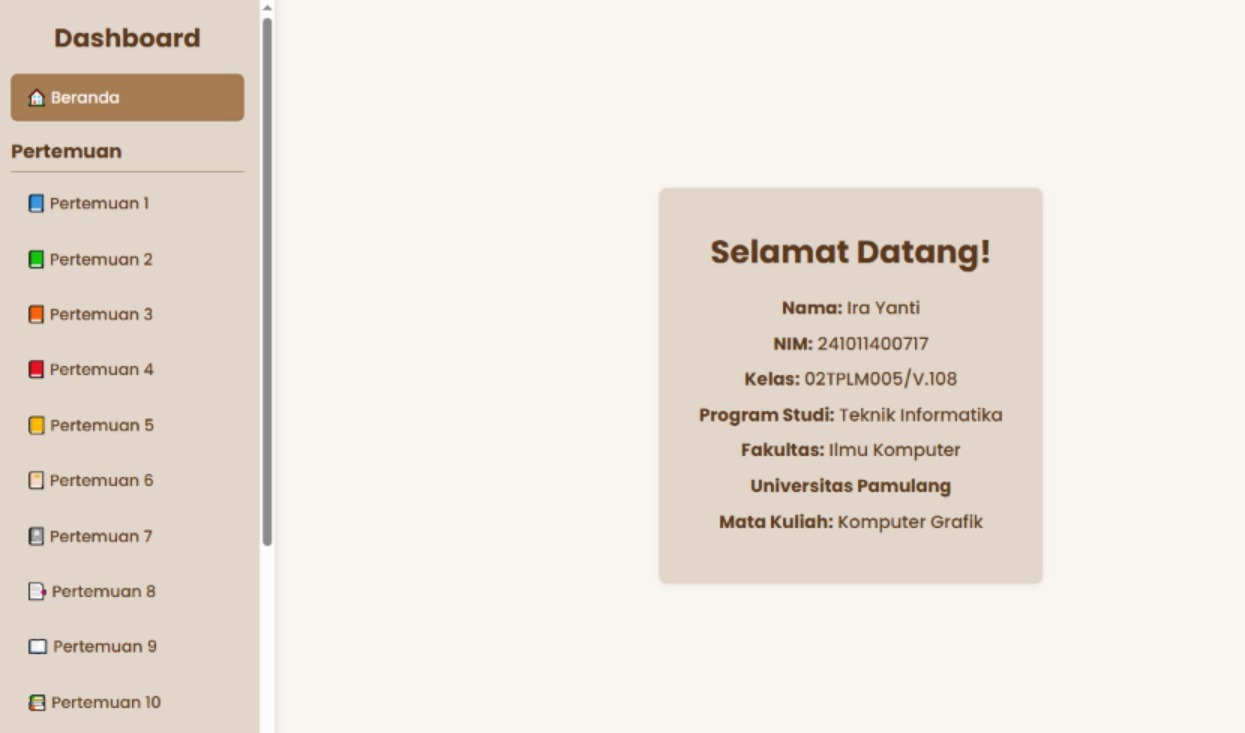 Dashboard
Beranda
Pertemuan
Pertemuan 1
Pertemuan 2
Pertemuan 3
Pertemuan 4
Pertemuan 5
Pertemuan 6
Pertemuan 7
Pertemuan 8
Pertemuan 9
Pertemuan 10
Selamat Datang!
Nama: Ira Yanti
NIM: 241011400717
Kelas: 02TPLM005/V.108
Program Studi: Teknik Informatika
Fakultas: Ilmu Komputer
Universitas Pamulang
Mata Kuliah: Komputer Grafik